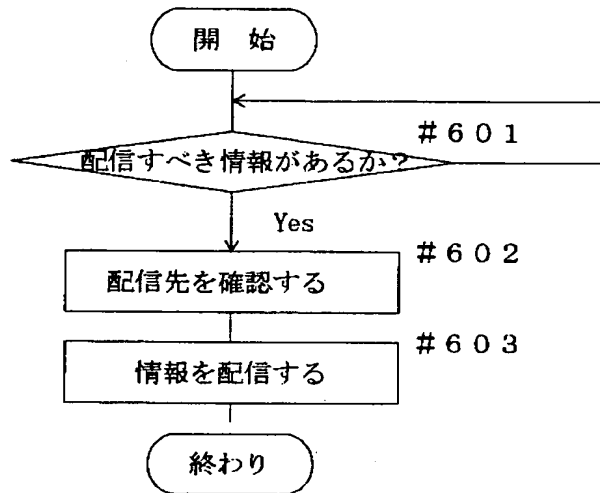 開 始
#601
配信すべき情報があるか?
Yes
#602
配信先を確認する
#603
情報を配信する
終わり